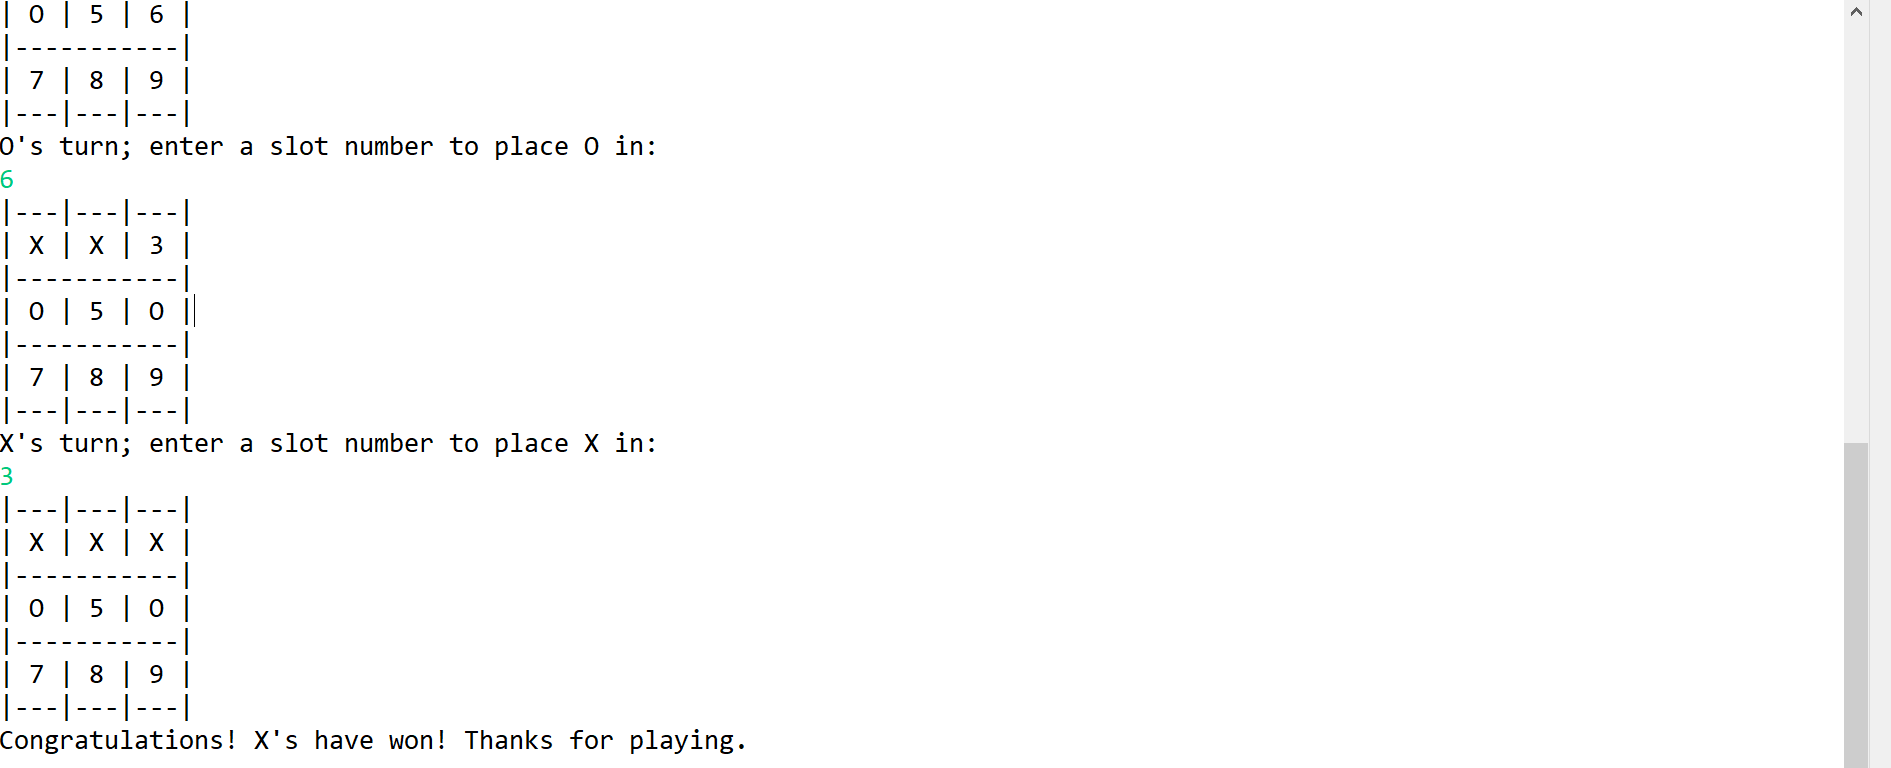 | O | 5 | 6 |
|-----------|
| 7 | 8 | 9 |
|---|---|---|
O's turn; enter a slot number to place O in:
6
|---|---|---|
| X | X | 3 |
|-----------|
| O | 5 | O |
|-----------|
| 7 | 8 | 9 |
|---|---|---|
X's turn; enter a slot number to place X in:
3
|---|---|---|
| X | X | X |
|-----------|
| O | 5 | O |
|-----------|
| 7 | 8 | 9 |
|---|---|---|
Congratulations! X's have won! Thanks for playing.